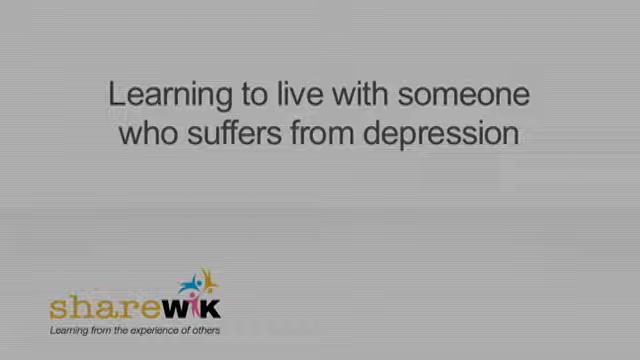 Learning to live with someone
who suffers from depression
sharewik
Learning from the experience of others